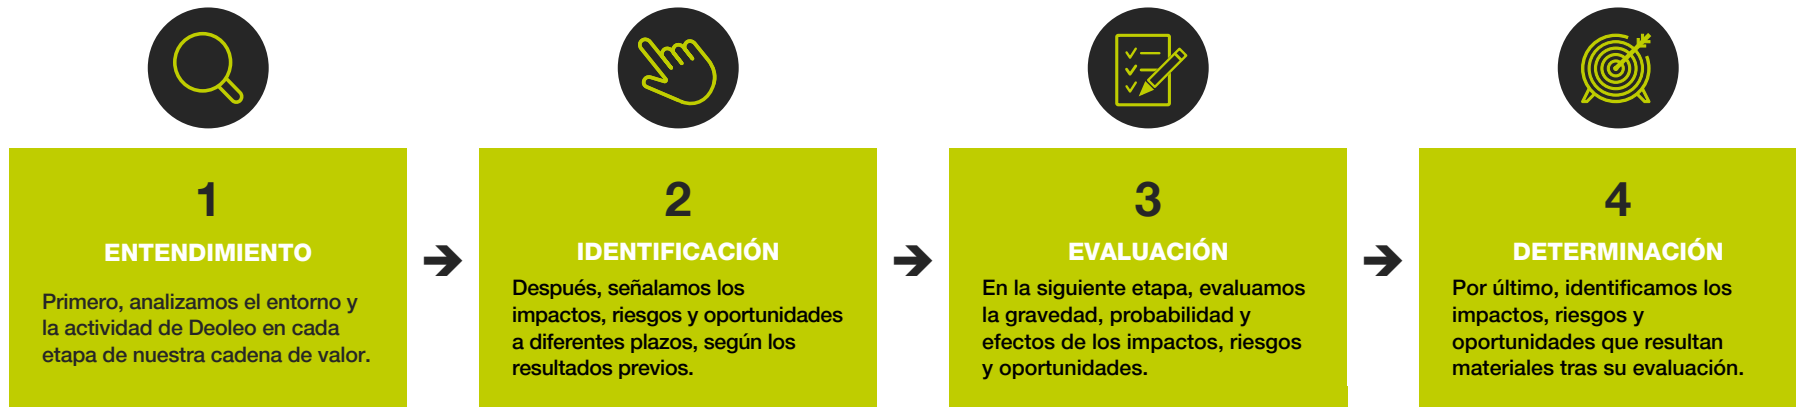 1
ENTENDIMIENTO
Primero, analizamos el entorno y
la actividad de Deoleo en cada
etapa de nuestra cadena de valor.
2
IDENTIFICACIÓN
Después, señalamos los
impactos, riesgos y oportunidades
a diferentes plazos, según los
resultados previos.
3
EVALUACIÓN
En la siguiente etapa, evaluamos
la gravedad, probabilidad y
efectos de los impactos, riesgos
y oportunidades.
4
DETERMINACIÓN
Por último, identificamos los
impactos, riesgos y
oportunidades que resultan
materiales tras su evaluación.